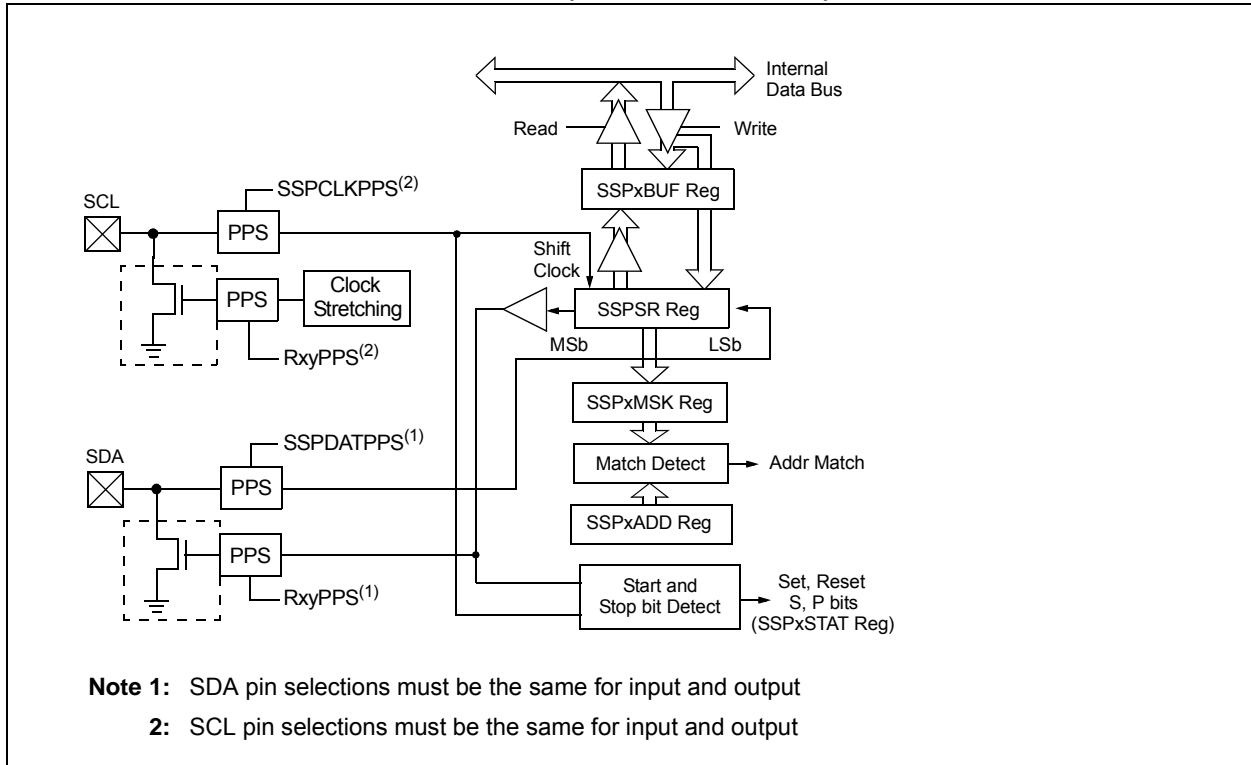 Internal
Data Bus
Read
Write
SSPCLKPPS(2)
SSPxBUF Reg
SCL
PPS
Shift
Clock
PPS
Clock
Stretching
SSPSR Reg
MSb
LSb
RxyPPS(2)
SSPxMSK Reg
SSPDATPPS(1)
SDA
PPS
Match Detect
Addr Match
SSPxADD Reg
PPS
RxyPPS(1)
Start and
Stop bit Detect
Set, Reset
S, P bits
(SSPxSTAT Reg)
Note 1: SDA pin selections must be the same for input and output
2: SCL pin selections must be the same for input and output